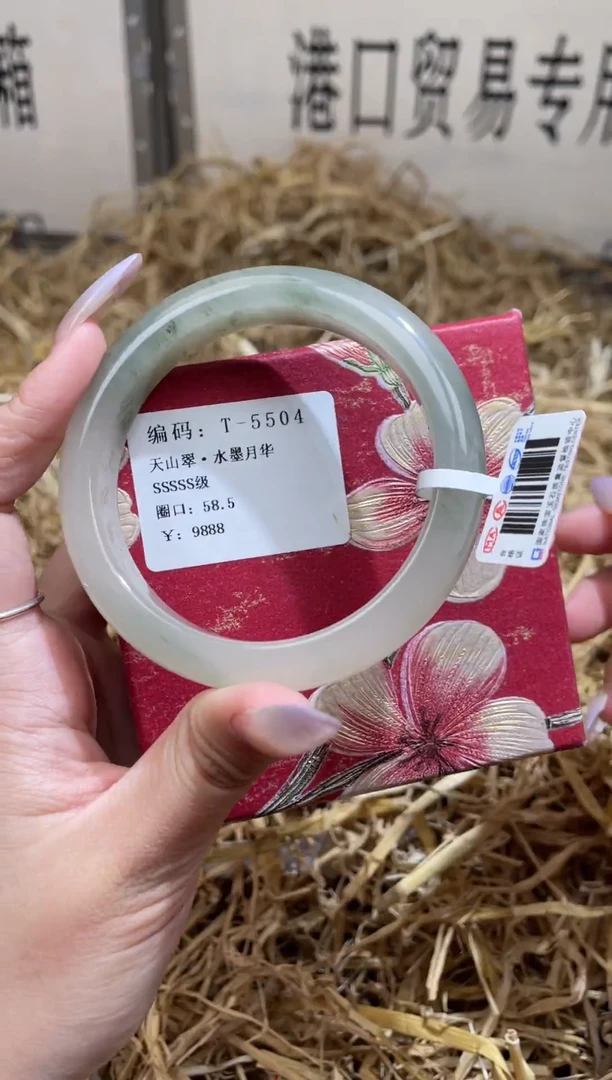 箱
港口贸易专用
编码：T-5504
天山翠·水墨月华
SSSSS级
圈口：58.5
￥：9888